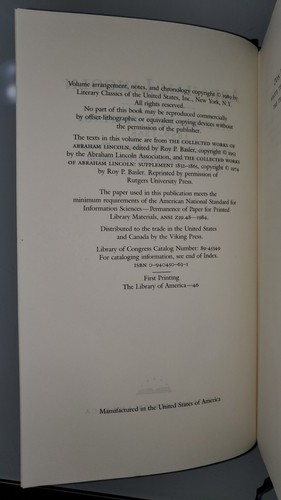 Volume arrangement, notes, and chronology copyright © 1989 by
Literary Classics of the United States, Inc., New York, N.Y.
All rights reserved.
No part of this book may be reproduced commercially
by offset-lithographic or equivalent copying devices without
the permission of the publisher.
The texts in this volume are from THE COLLECTED WORKS OF
ABRAHAM LINCOLN, edited by Roy P. Basler, copyright © 1953
by the Abraham Lincoln Association, and THE COLLECTED WORKS
OF ABRAHAM LINCOLN: SUPPLEMENT 1832–1865, copyright © 1974
by Roy P. Basler. Reprinted by permission of
Rutgers University Press.
The paper used in this publication meets the
minimum requirements of the American National Standard for
Information Sciences—Permanence of Paper for Printed
Library Materials, ANSI Z39.48–1984.
Distributed to the trade in the United States
and Canada by the Viking Press.
Library of Congress Catalog Number: 89-45349
For cataloging information, see end of Index.
ISBN 0-940450-63-1
First Printing
The Library of America—46
Manufactured in the United States of America